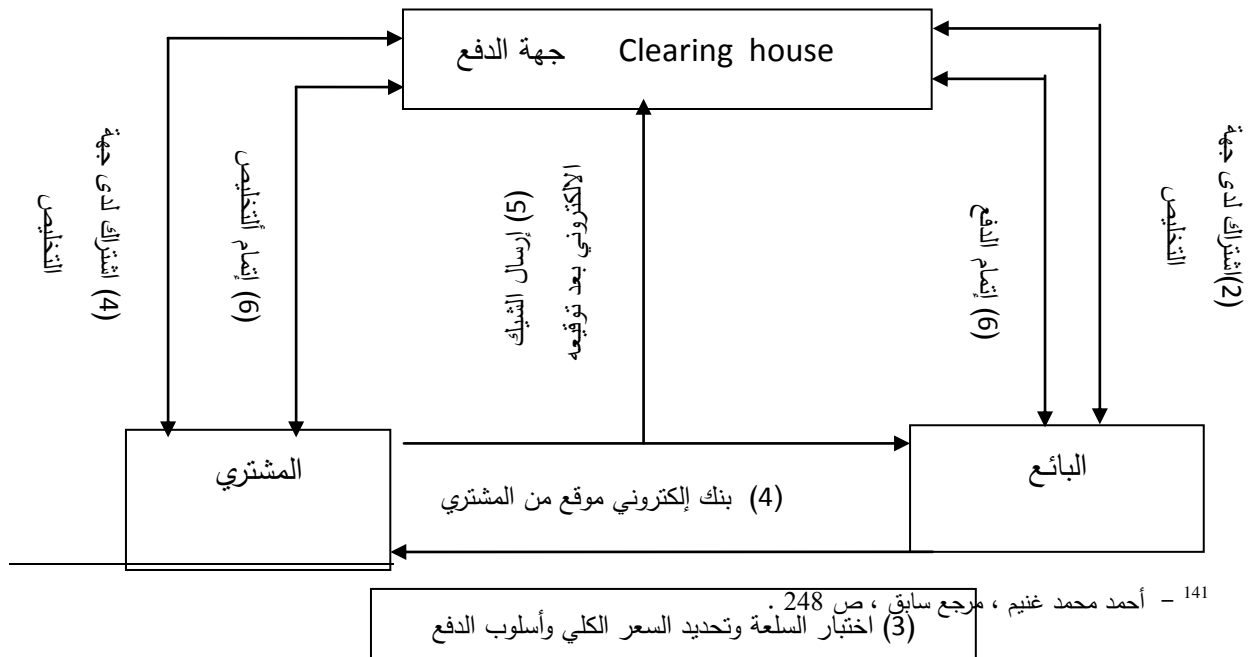 جهة الدفع Clearing house
(4) اشتراك لدى جهة
التخليص
(6) إتمام ألتخليص
(5) إرسال الشيك
الالكتروني بعد توقيعه
(6) إتمام الدفع
(2)اشتراك لدى جهة
التخليص
المشتري
البائع
(4) بنك إلكتروني موقع من المشتري
141 – أحمد محمد غنيم ، مرجع سابق ، ص 248 .
(3) اختبار السلعة وتحديد السعر الكلي وأسلوب الدفع